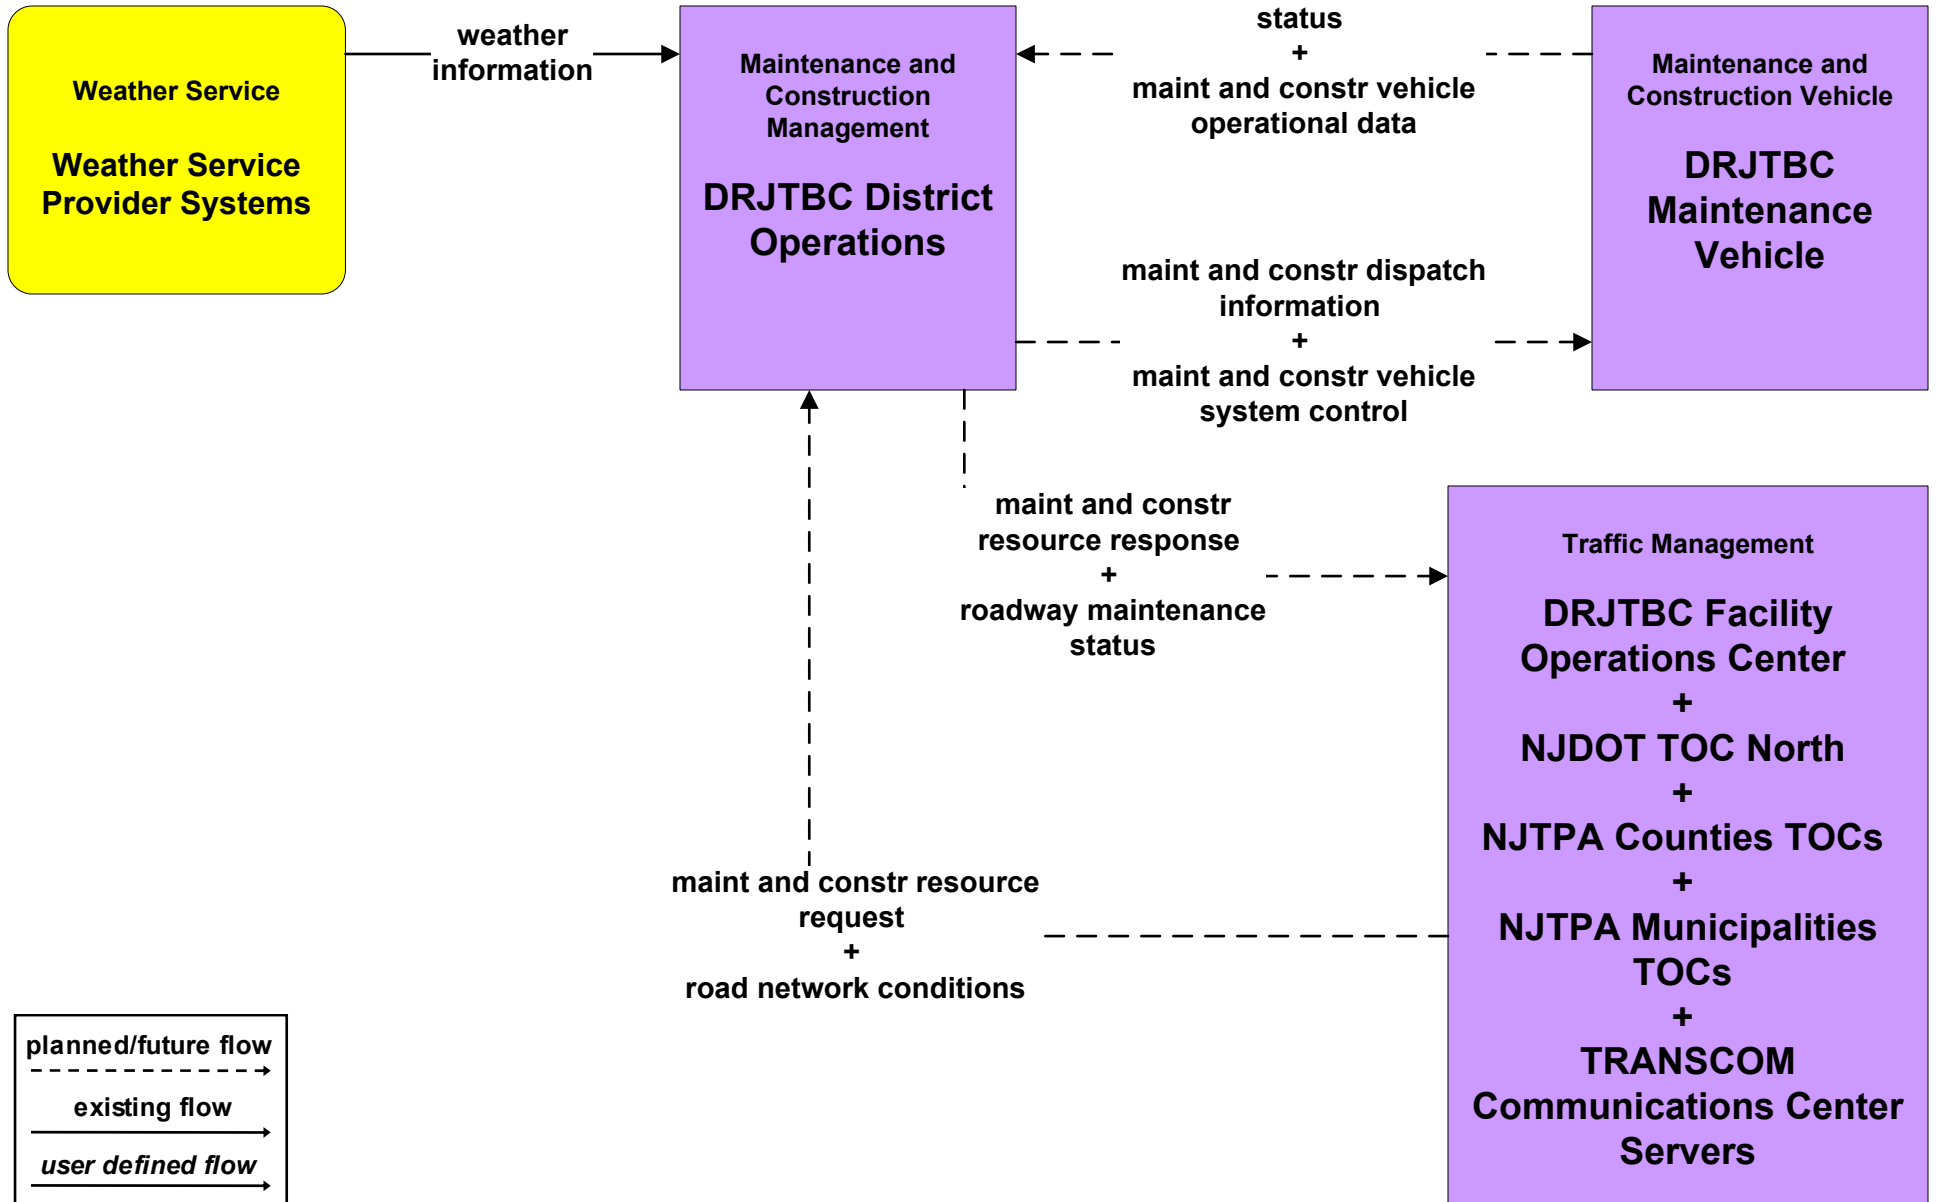 Weather Service
Weather Service
Provider Systems
weather
information
Maintenance and
Construction
Management
DRJTBC District
Operations
status
+
maint and constr vehicle
operational data
Maintenance and
Construction Vehicle
DRJTBC
Maintenance
Vehicle
maint and constr dispatch
information
+
maint and constr vehicle
system control
maint and constr
resource response
+
roadway maintenance
status
Traffic Management
DRJTBC Facility
Operations Center
+
NJDOT TOC North
+
NJTPA Counties TOCs
+
NJTPA Municipalities
TOCs
+
TRANSCOM
Communications Center
Servers
maint and constr resource
request
+
road network conditions
planned/future flow
existing flow
user defined flow